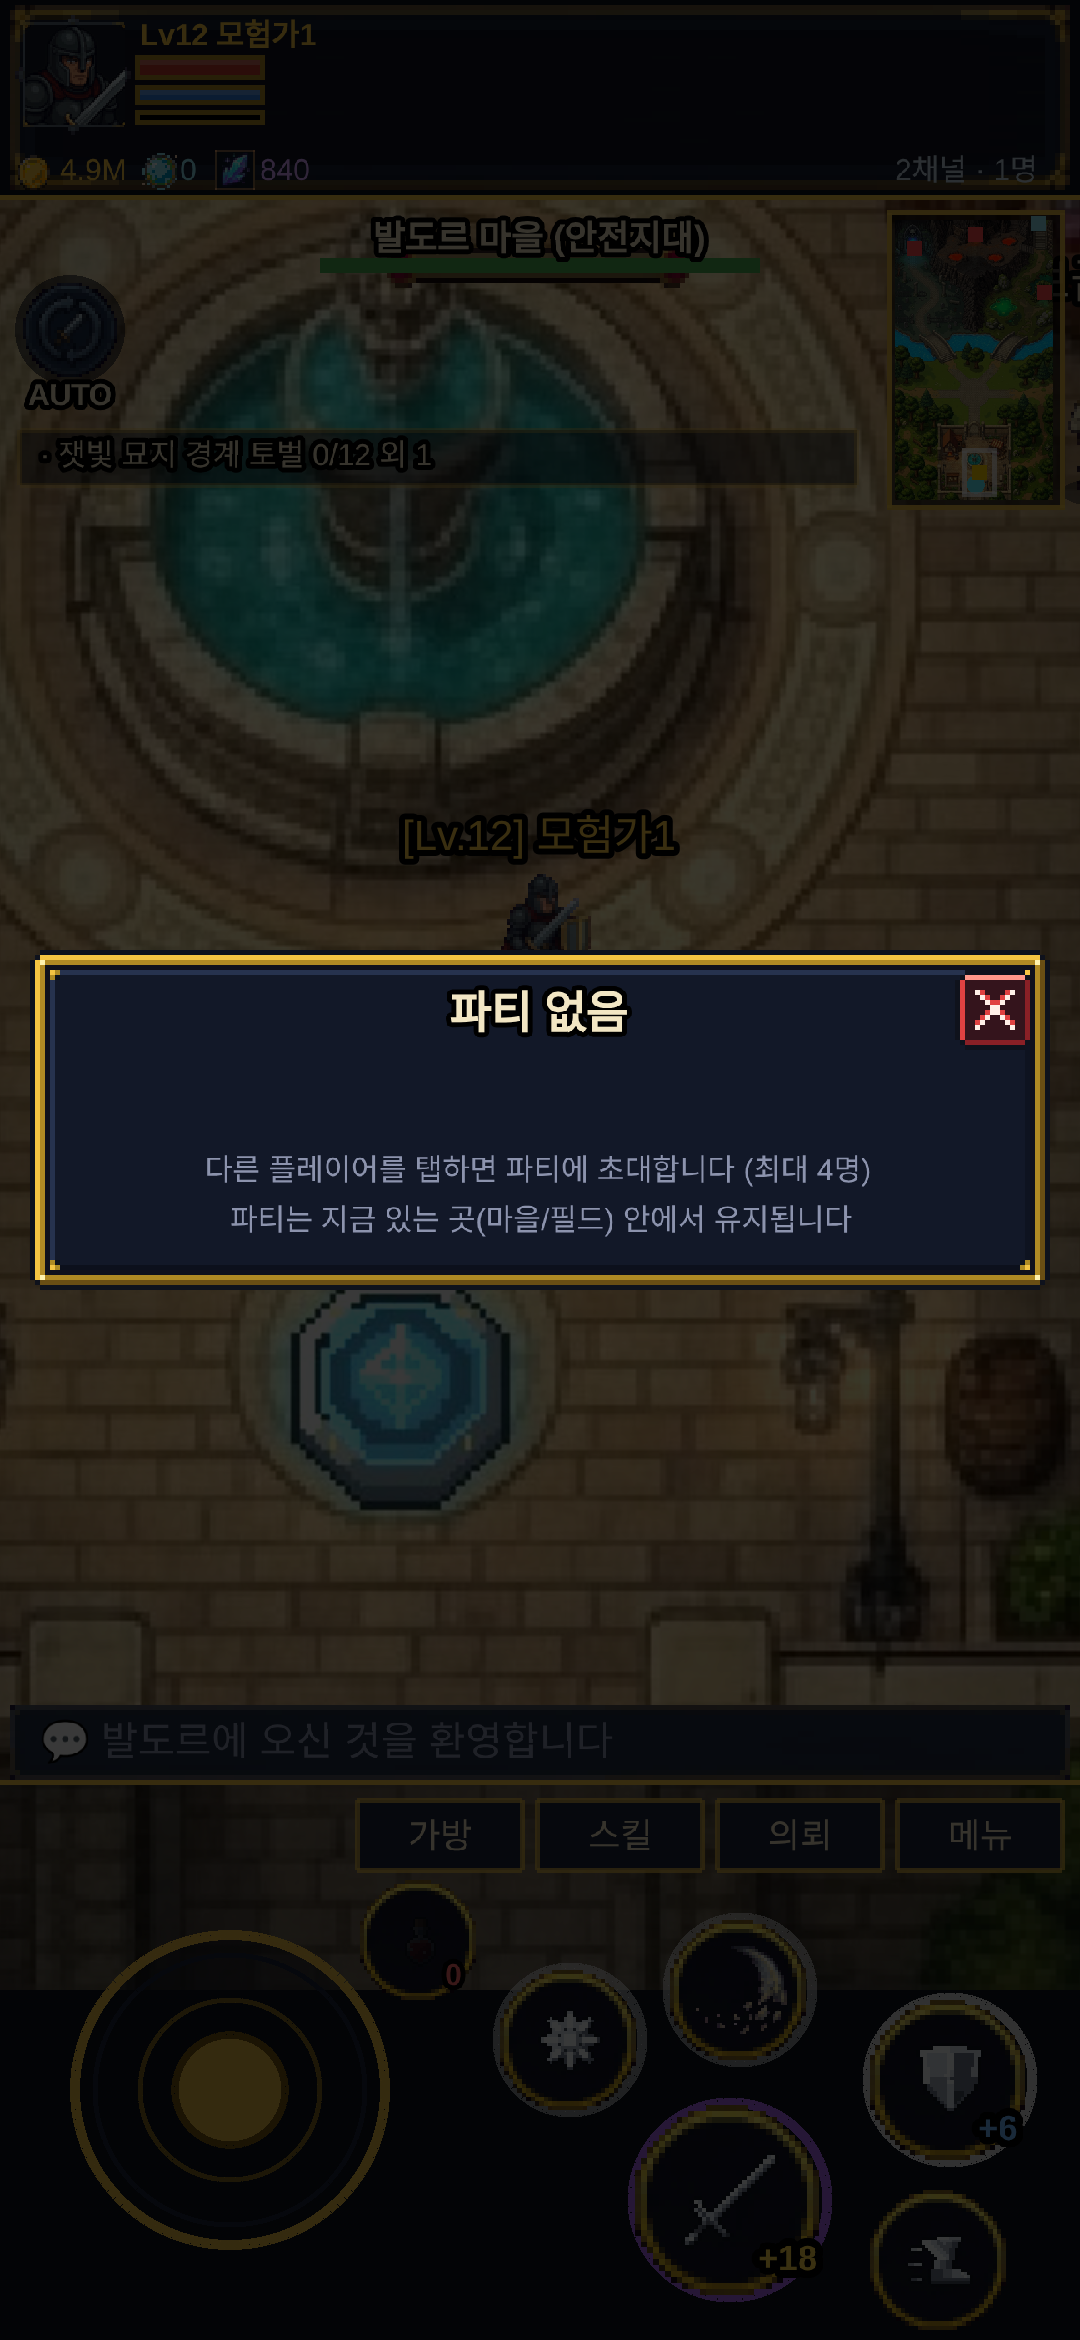 Lv12 모험가1
4.9M 0 840 2채널 · 1명
발도르 마을 (안전지대)
AUTO
· 잿빛 묘지 경계 토벌 0/12 외 1
[Lv.12] 모험가1
파티 없음
다른 플레이어를 탭하면 파티에 초대합니다 (최대 4명)
파티는 지금 있는 곳(마을/필드) 안에서 유지됩니다
발도르에 오신 것을 환영합니다
가방 스킬 의뢰 메뉴
0
+6
+18